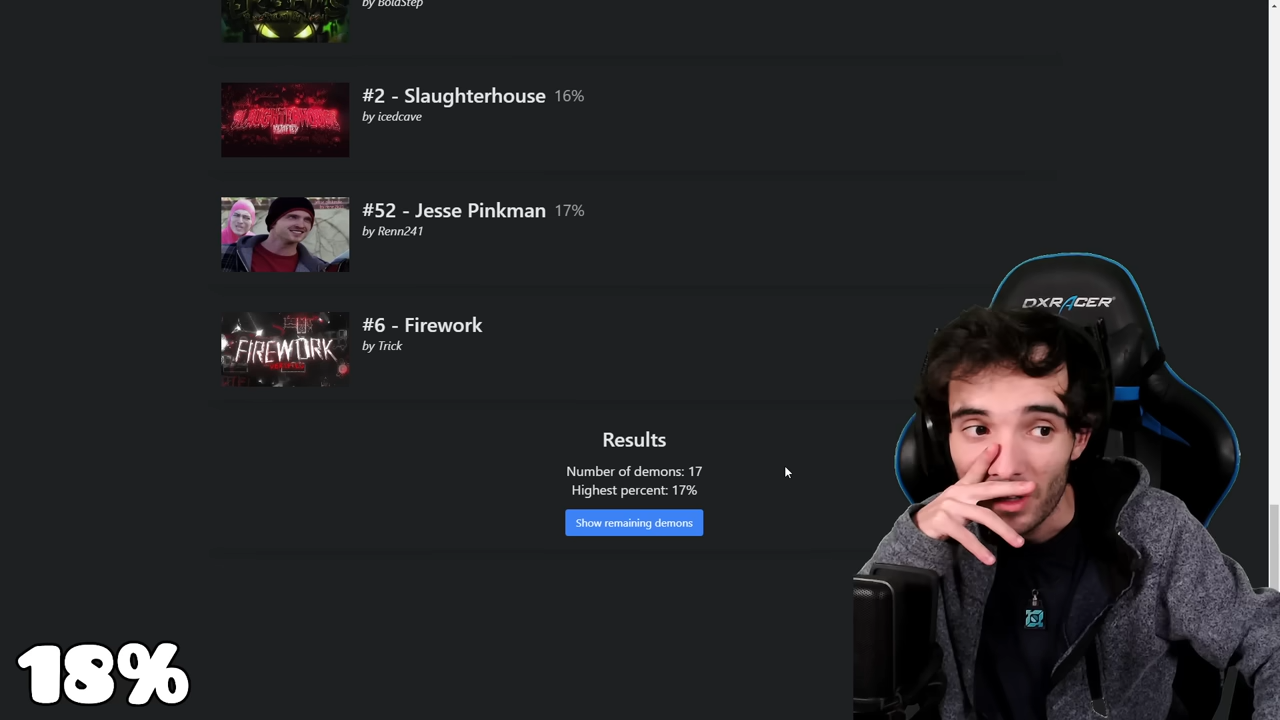 by BoldStep
#2 - Slaughterhouse 16%
by icedcave
#52 - Jesse Pinkman 17%
by Renn241
#6 - Firework
by Trick
FIREWORK
Results
Number of demons: 17
Highest percent: 17%
Show remaining demons
DXRACER
18%